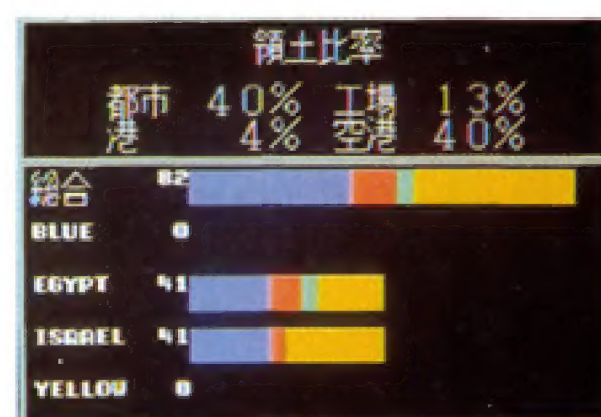 領土比率
都市 40% 工場 13%
港 4% 空港 40%
総合 82
BLUE 0
EGYPT 41
ISRAEL 41
YELLOW 0